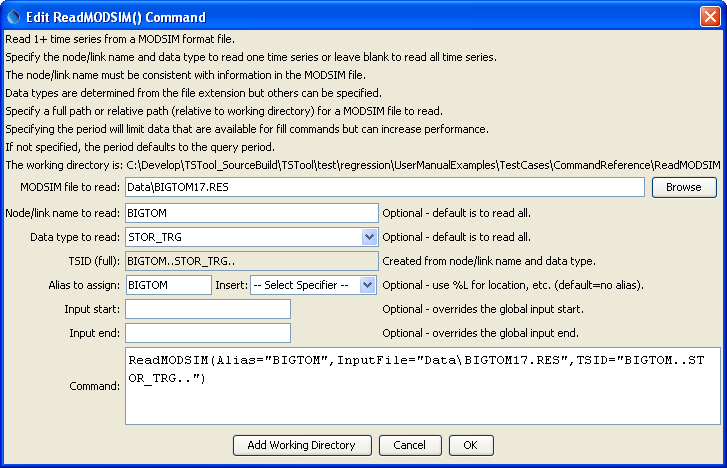 Edit ReadMODSIM() Command
Read 1+ time series from a MODSIM format file.
Specify the node/link name and data type to read one time series or leave blank to read all time series.
The node/link name must be consistent with information in the MODSIM file.
Data types are determined from the file extension but others can be specified.
Specify a full path or relative path (relative to working directory) for a MODSIM file to read.
Specifying the period will limit data that are available for fill commands but can increase performance.
If not specified, the period defaults to the query period.
The working directory is: C:\Develop\TSTool_SourceBuild\TSTool\test\regression\UserManualExamples\TestCases\CommandReference\ReadMODSIM
MODSIM file to read: Data\BIGTOM17.RES Browse
Node/link name to read: BIGTOM Optional - default is to read all.
Data type to read: STOR_TRG Optional - default is to read all.
TSID (full): BIGTOM..STOR_TRG.. Created from node/link name and data type.
Alias to assign: BIGTOM Insert: -- Select Specifier -- Optional - use %L for location, etc. (default=no alias).
Input start: Optional - overrides the global input start.
Input end: Optional - overrides the global input end.
ReadMODSIM(Alias="BIGTOM",InputFile="Data\BIGTOM17.RES",TSID="BIGTOM..ST
OR_TRG..")
Command:
Add Working Directory Cancel OK